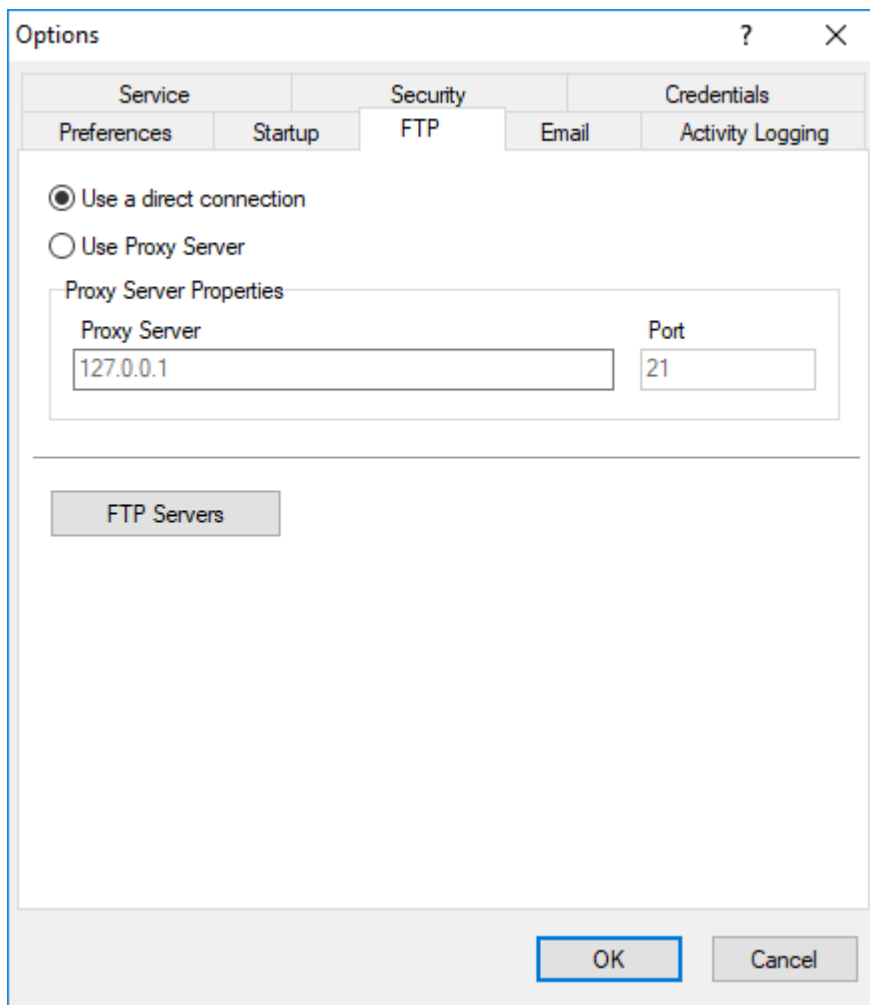 Options ?
Service Security Credentials
Preferences Startup FTP Email Activity Logging
Use a direct connection
Use Proxy Server
Proxy Server Properties
Proxy Server Port
127.0.0.1 21
FTP Servers
OK Cancel